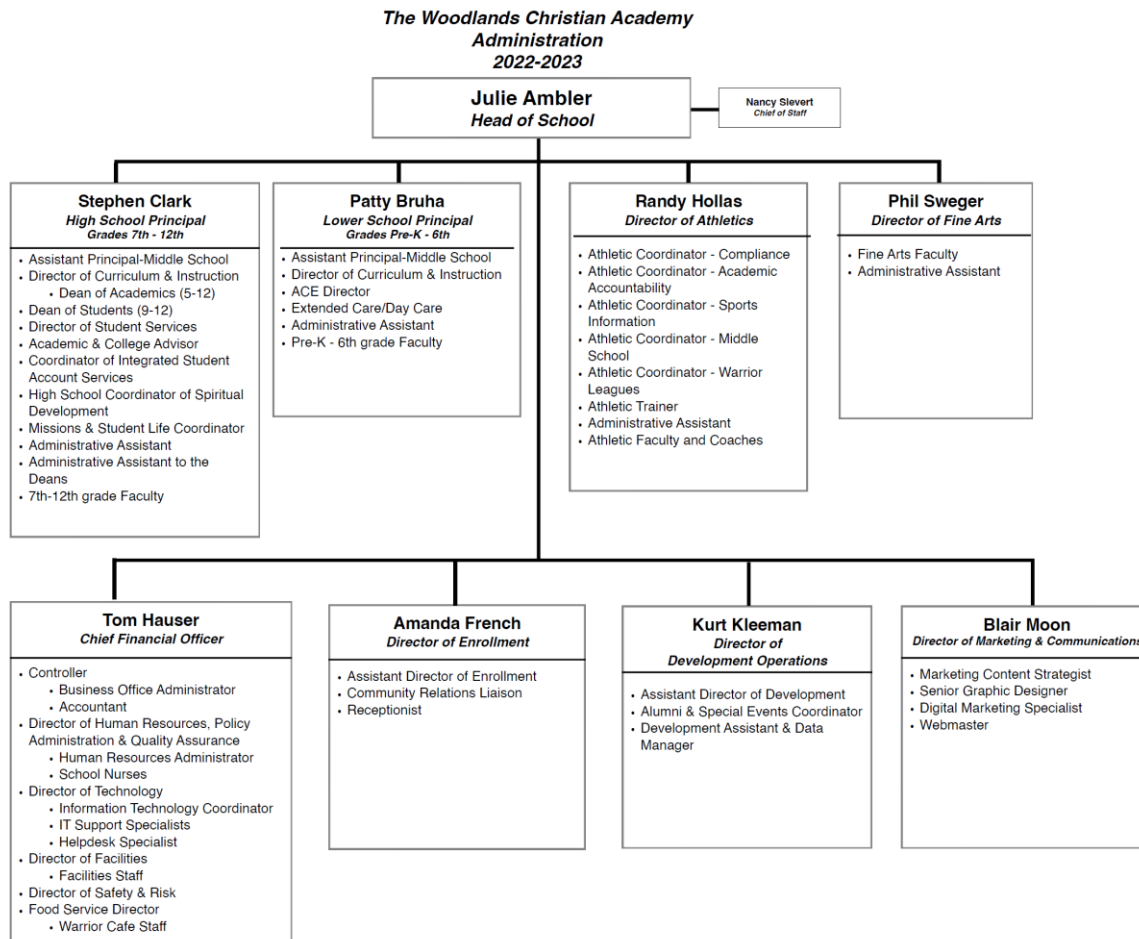 The Woodlands Christian Academy
Administration
2022-2023
Julie Ambler
Head of School
Nancy Sievert
Chief of Staff
Stephen Clark
High School Principal
Grades 7th - 12th
• Assistant Principal-Middle School
• Director of Curriculum & Instruction
• Dean of Academics (5-12)
• Dean of Students (9-12)
• Director of Student Services
• Academic & College Advisor
• Coordinator of Integrated Student
Account Services
• High School Coordinator of Spiritual
Development
• Missions & Student Life Coordinator
• Administrative Assistant
• Administrative Assistant to the
Deans
• 7th-12th grade Faculty
Patty Bruha
Lower School Principal
Grades Pre-K - 6th
• Assistant Principal-Middle School
• Director of Curriculum & Instruction
• ACE Director
• Extended Care/Day Care
• Administrative Assistant
• Pre-K - 6th grade Faculty
Randy Hollas
Director of Athletics
• Athletic Coordinator - Compliance
• Athletic Coordinator - Academic
Accountability
• Athletic Coordinator - Sports
Information
• Athletic Coordinator - Middle
School
• Athletic Coordinator - Warrior
Leagues
• Athletic Trainer
• Administrative Assistant
• Athletic Faculty and Coaches
Phil Sweger
Director of Fine Arts
• Fine Arts Faculty
• Administrative Assistant
Tom Hauser
Chief Financial Officer
• Controller
• Business Office Administrator
• Accountant
• Director of Human Resources, Policy
Administration & Quality Assurance
• Human Resources Administrator
• School Nurses
• Director of Technology
• Information Technology Coordinator
• IT Support Specialists
• Helpdesk Specialist
• Director of Facilities
• Facilities Staff
• Director of Safety & Risk
• Food Service Director
• Warrior Cafe Staff
Amanda French
Director of Enrollment
• Assistant Director of Enrollment
• Community Relations Liaison
• Receptionist
Kurt Kleeman
Director of
Development Operations
• Assistant Director of Development
• Alumni & Special Events Coordinator
• Development Assistant & Data
Manager
Blair Moon
Director of Marketing & Communications
• Marketing Content Strategist
• Senior Graphic Designer
• Digital Marketing Specialist
• Webmaster